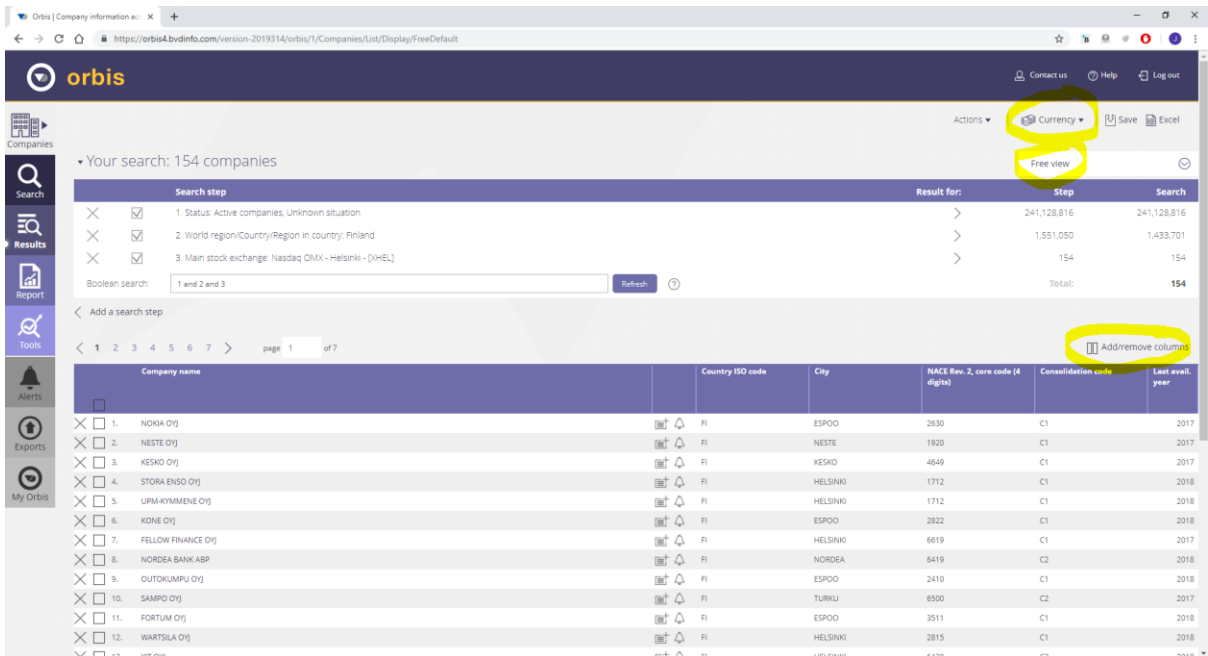 Orbis | Company information acr
https://orbis4.bvdinfo.com/version-2019314/orbis/1/Companies/List/Display/FreeDefault
orbis
Contact us Help Log out
Companies
Actions Currency Save Excel
Your search: 154 companies
Free view
Search
Search step Result for: Step Search
1. Status: Active companies, Unknown situation 241,128,816 241,128,816
2. World region/Country/Region in country: Finland 1,551,050 1,433,701
Results
3. Main stock exchange: Nasdaq OMX - Helsinki - [XHEL] 154 154
Boolean search: 1 and 2 and 3 Refresh Total: 154
Report
Add a search step
Tools
1 2 3 4 5 6 7 page 1 of 7 Add/remove columns
Company name Country ISO code City NACE Rev. 2, core code (4 digits) Consolidation code Last avail. year
Alerts
1. NOKIA OYJ FI ESPOO 2630 C1 2017
2. NESTE OYJ FI NESTE 1920 C1 2017
Exports
3. KESKO OYJ FI KESKO 4649 C1 2017
4. STORA ENSO OYJ FI HELSINKI 1712 C1 2018
My Orbis
5. UPM-KYMMENE OYJ FI HELSINKI 1712 C1 2018
6. KONE OYJ FI ESPOO 2822 C1 2018
7. FELLOW FINANCE OYJ FI HELSINKI 6619 C1 2017
8. NORDEA BANK ABP FI NORDEA 6419 C2 2018
9. OUTOKUMPU OYJ FI ESPOO 2410 C1 2018
10. SAMPO OYJ FI TURKU 6500 C2 2017
11. FORTUM OYJ FI ESPOO 3511 C1 2018
12. WARTSILA OYJ FI HELSINKI 2815 C1 2018